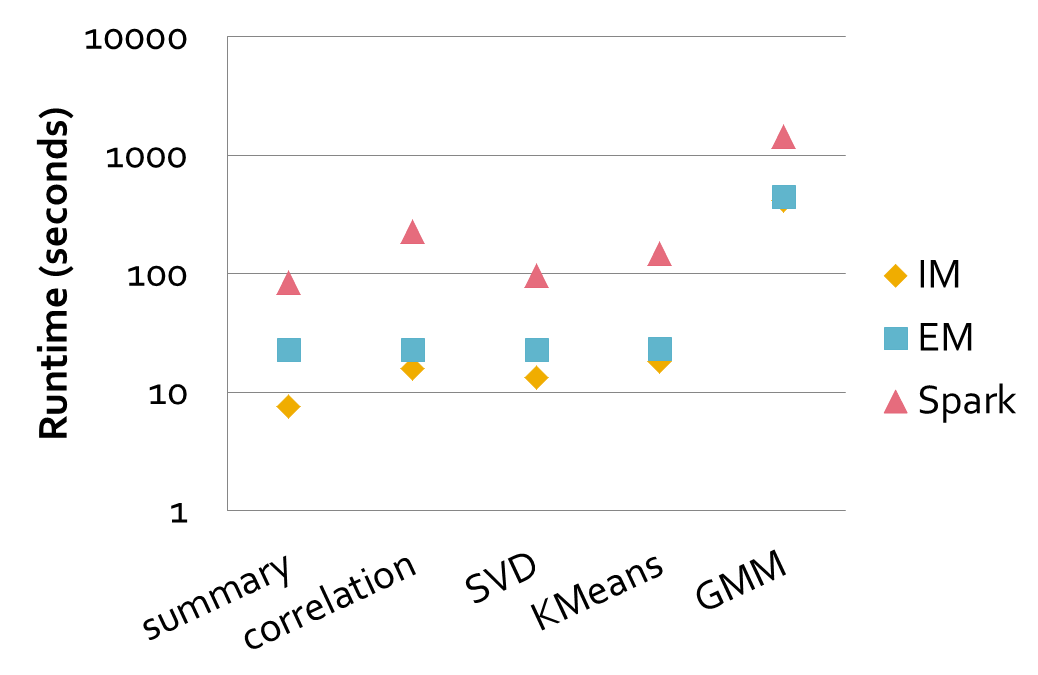 10000
1000
100
10
1
Runtime (seconds)
summary
correlation
SVD
KMeans
GMM
IM
EM
Spark